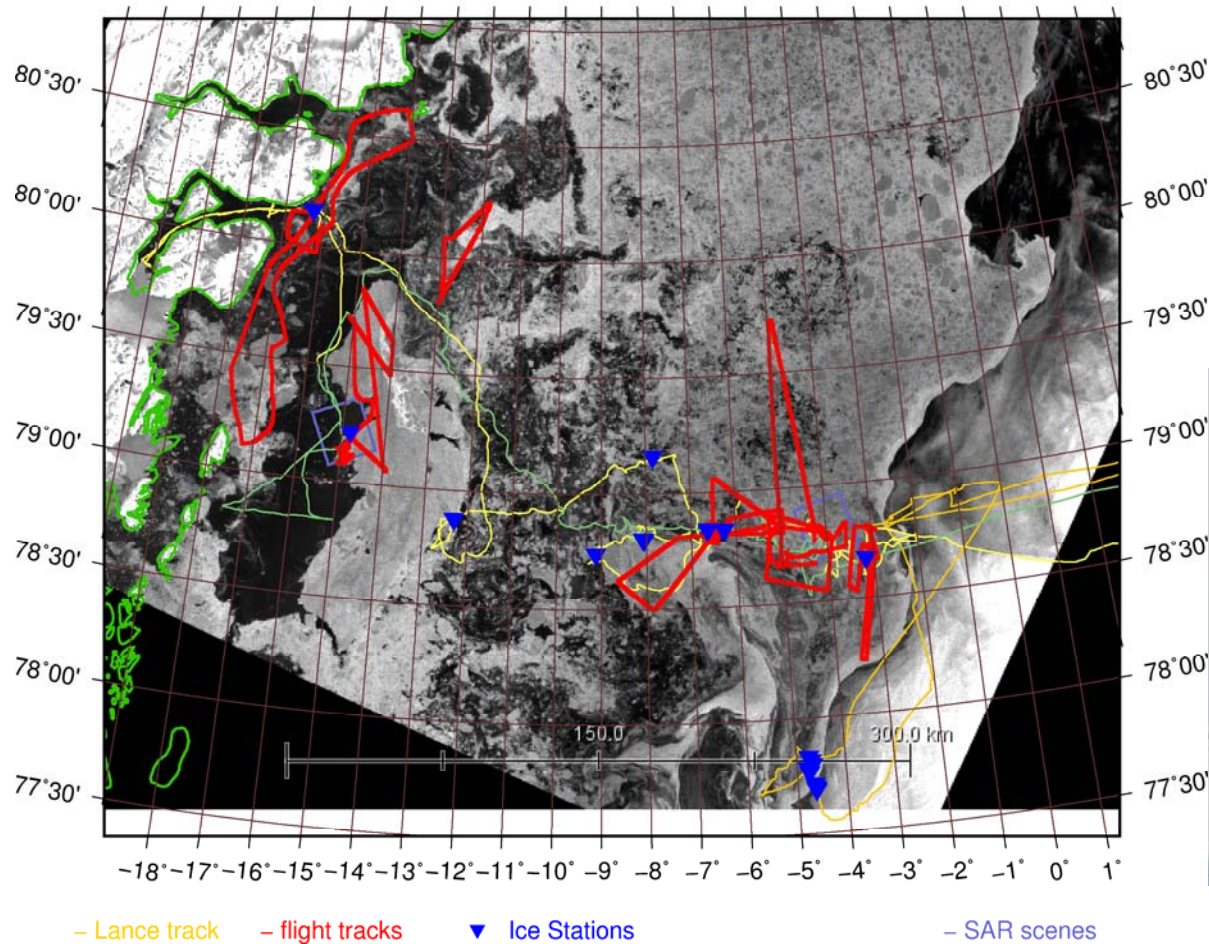 80˚30' 80˚30'
80˚00' 80˚00'
79˚30' 79˚30'
79˚00' 79˚00'
78˚30' 78˚30'
78˚00' 78˚00'
150.0 300.0 km
77˚30' 77˚30'
−18˚ −17˚ −16˚ −15˚ −14˚ −13˚ −12˚ −11˚ −10˚ −9˚ −8˚ −7˚ −6˚ −5˚ −4˚ −3˚ −2˚ −1˚ 0˚ 1˚
– Lance track – flight tracks Ice Stations – SAR scenes